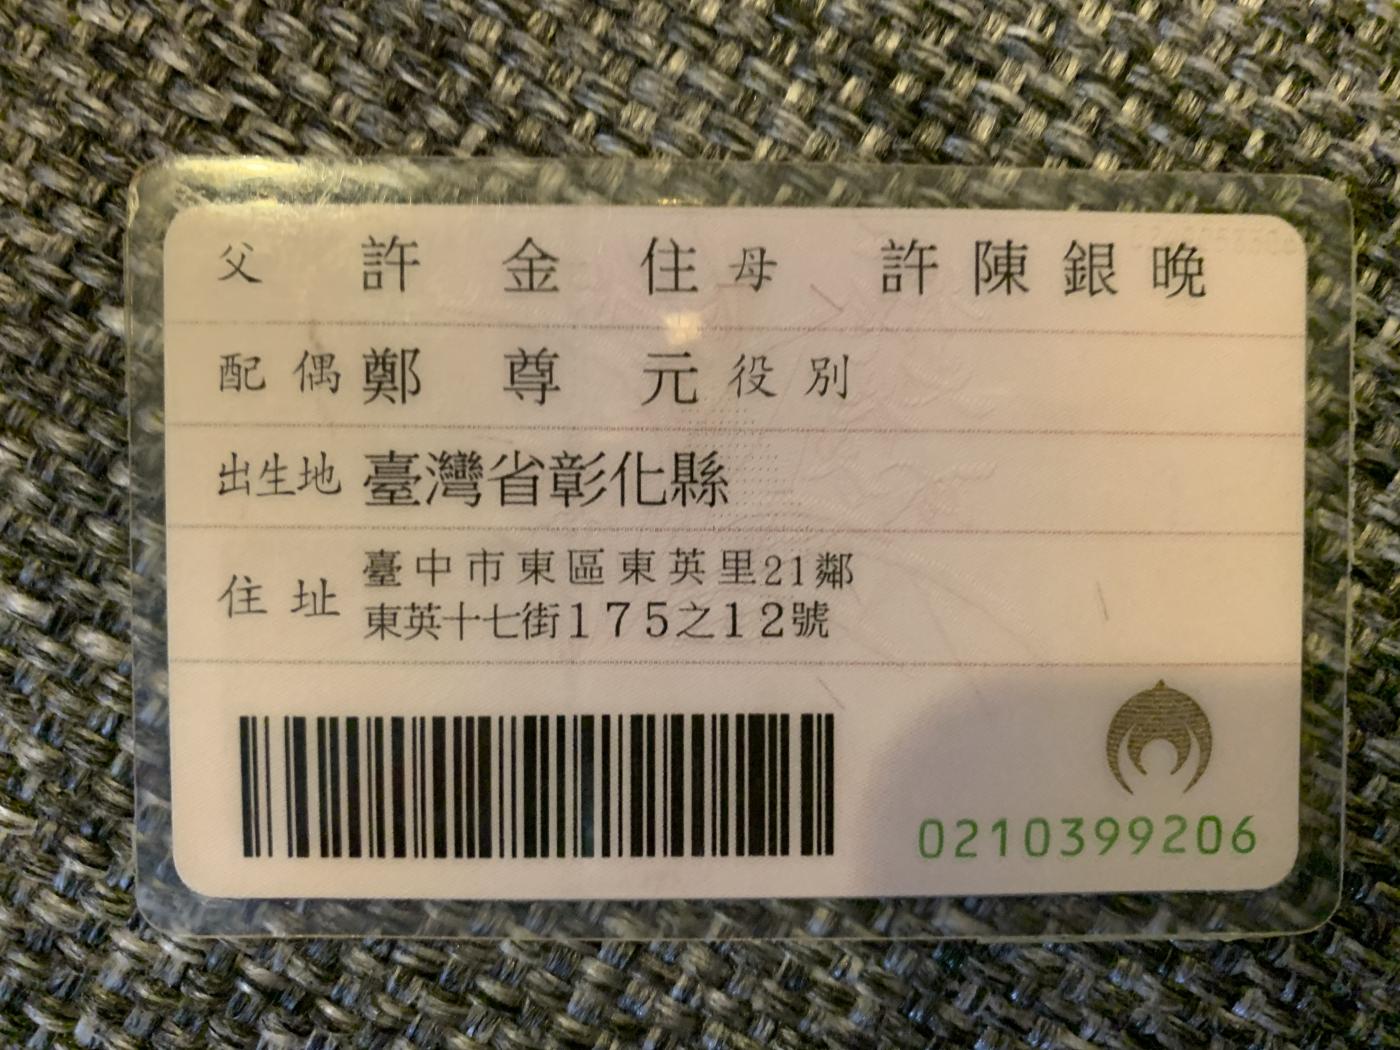 父 許金住 母 許陳銀晚
配偶 鄭尊元 役別
出生地 臺灣省彰化縣
住址 臺中市東區東英里21鄰
東英十七街175之12號
0210399206